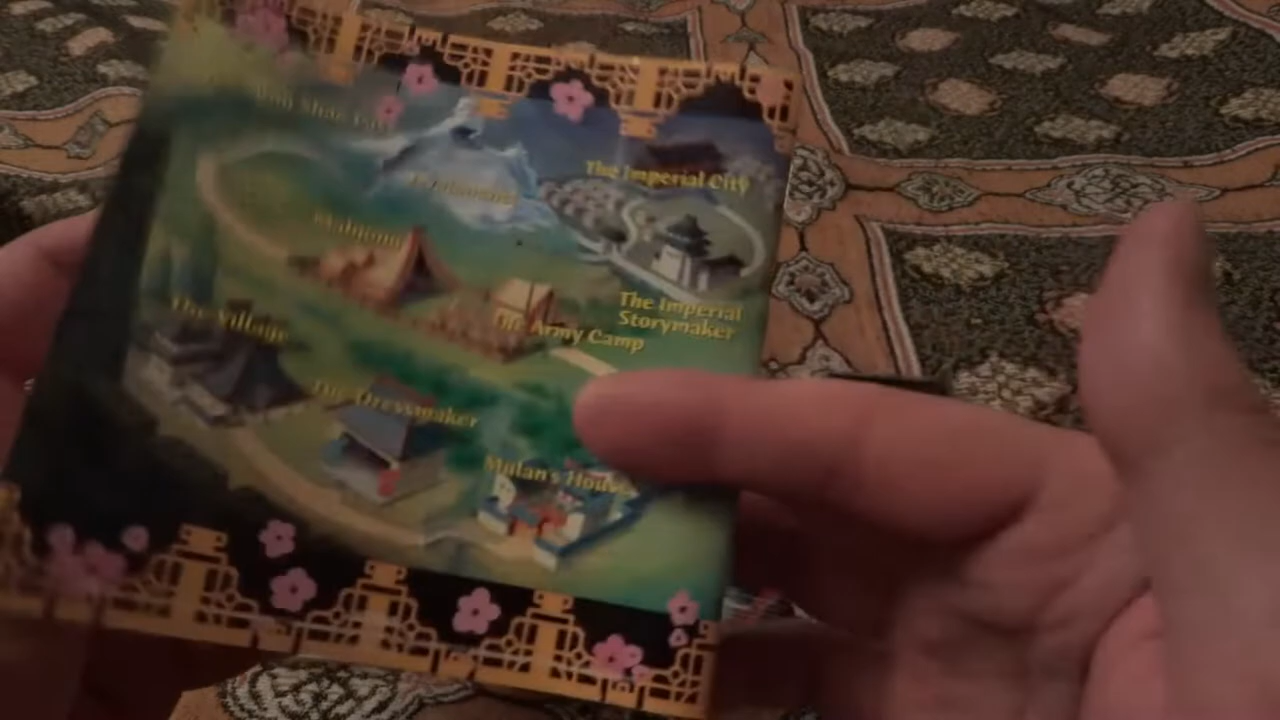 The Imperial City
Mahjong
The Imperial
Storymaker
The Village
The Army Camp
The Dressmaker
Mulan's House